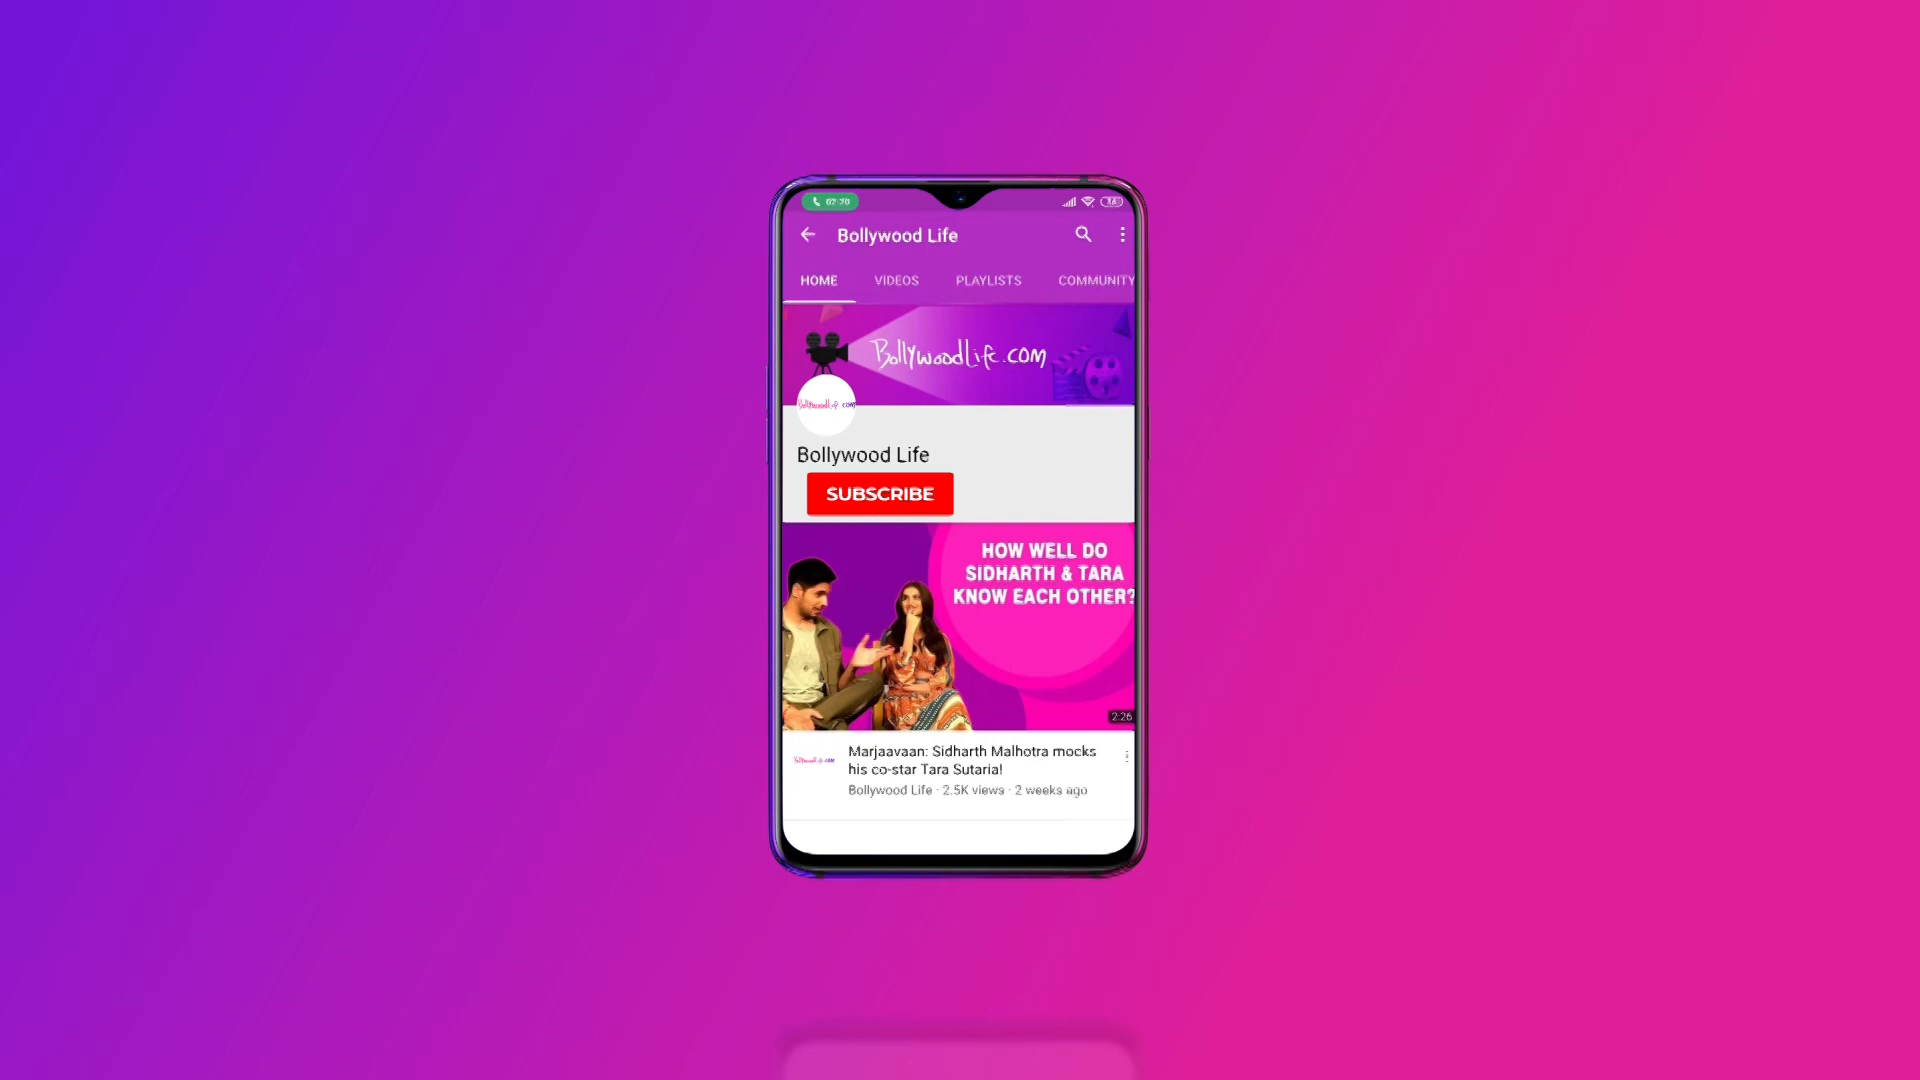 Bollywood Life
HOME VIDEOS PLAYLISTS COMMUNITY
BollywoodLife.COM
Bollywood Life
SUBSCRIBE
HOW WELL DO
SIDHARTH & TARA
KNOW EACH OTHER?
2:26
Marjaavaan: Sidharth Malhotra mocks
his co-star Tara Sutaria!
Bollywood Life · 2.5K views · 2 weeks ago